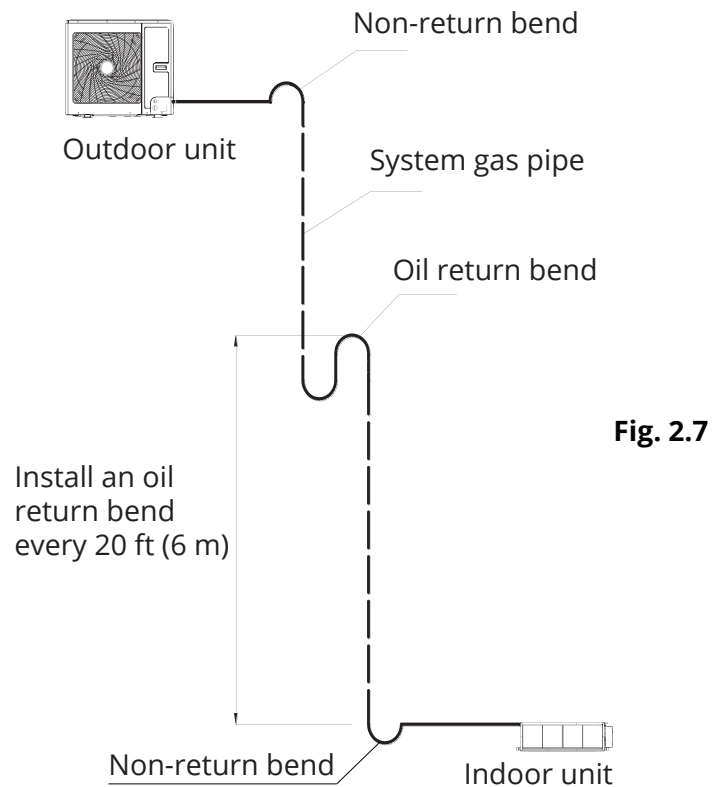 Non-return bend
Outdoor unit
System gas pipe
Oil return bend
Fig. 2.7
Install an oil
return bend
every 20 ft (6 m)
Non-return bend
Indoor unit